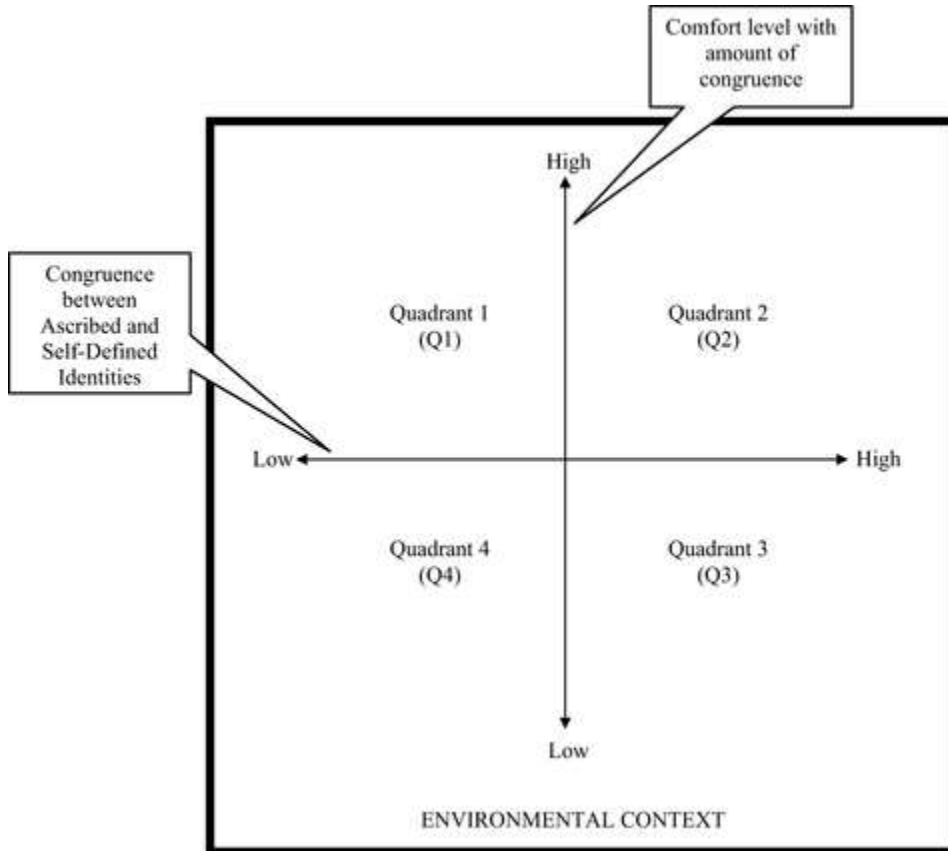 Comfort level with
amount of
congruence
High
Congruence
between
Ascribed and
Self-Defined
Identities
Quadrant 1
(Q1)
Quadrant 2
(Q2)
Low
High
Quadrant 4
(Q4)
Quadrant 3
(Q3)
Low
ENVIRONMENTAL CONTEXT